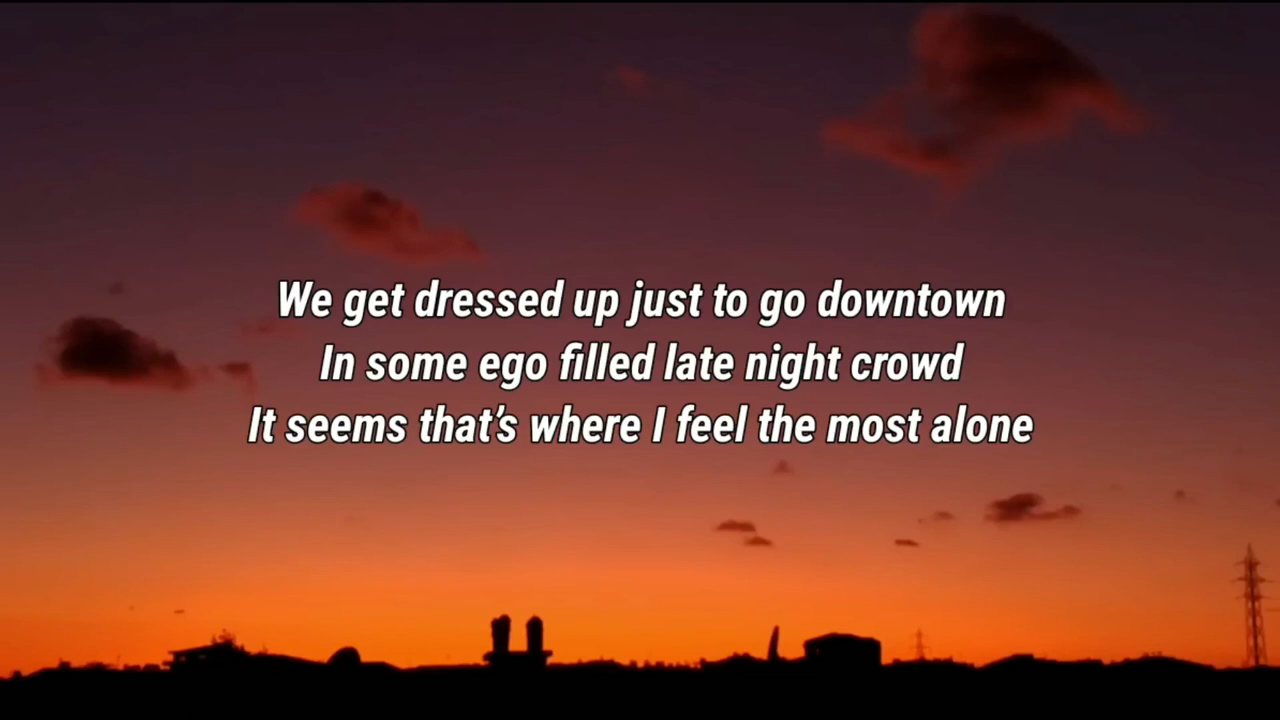 We get dressed up just to go downtown
In some ego filled late night crowd
It seems that's where I feel the most alone